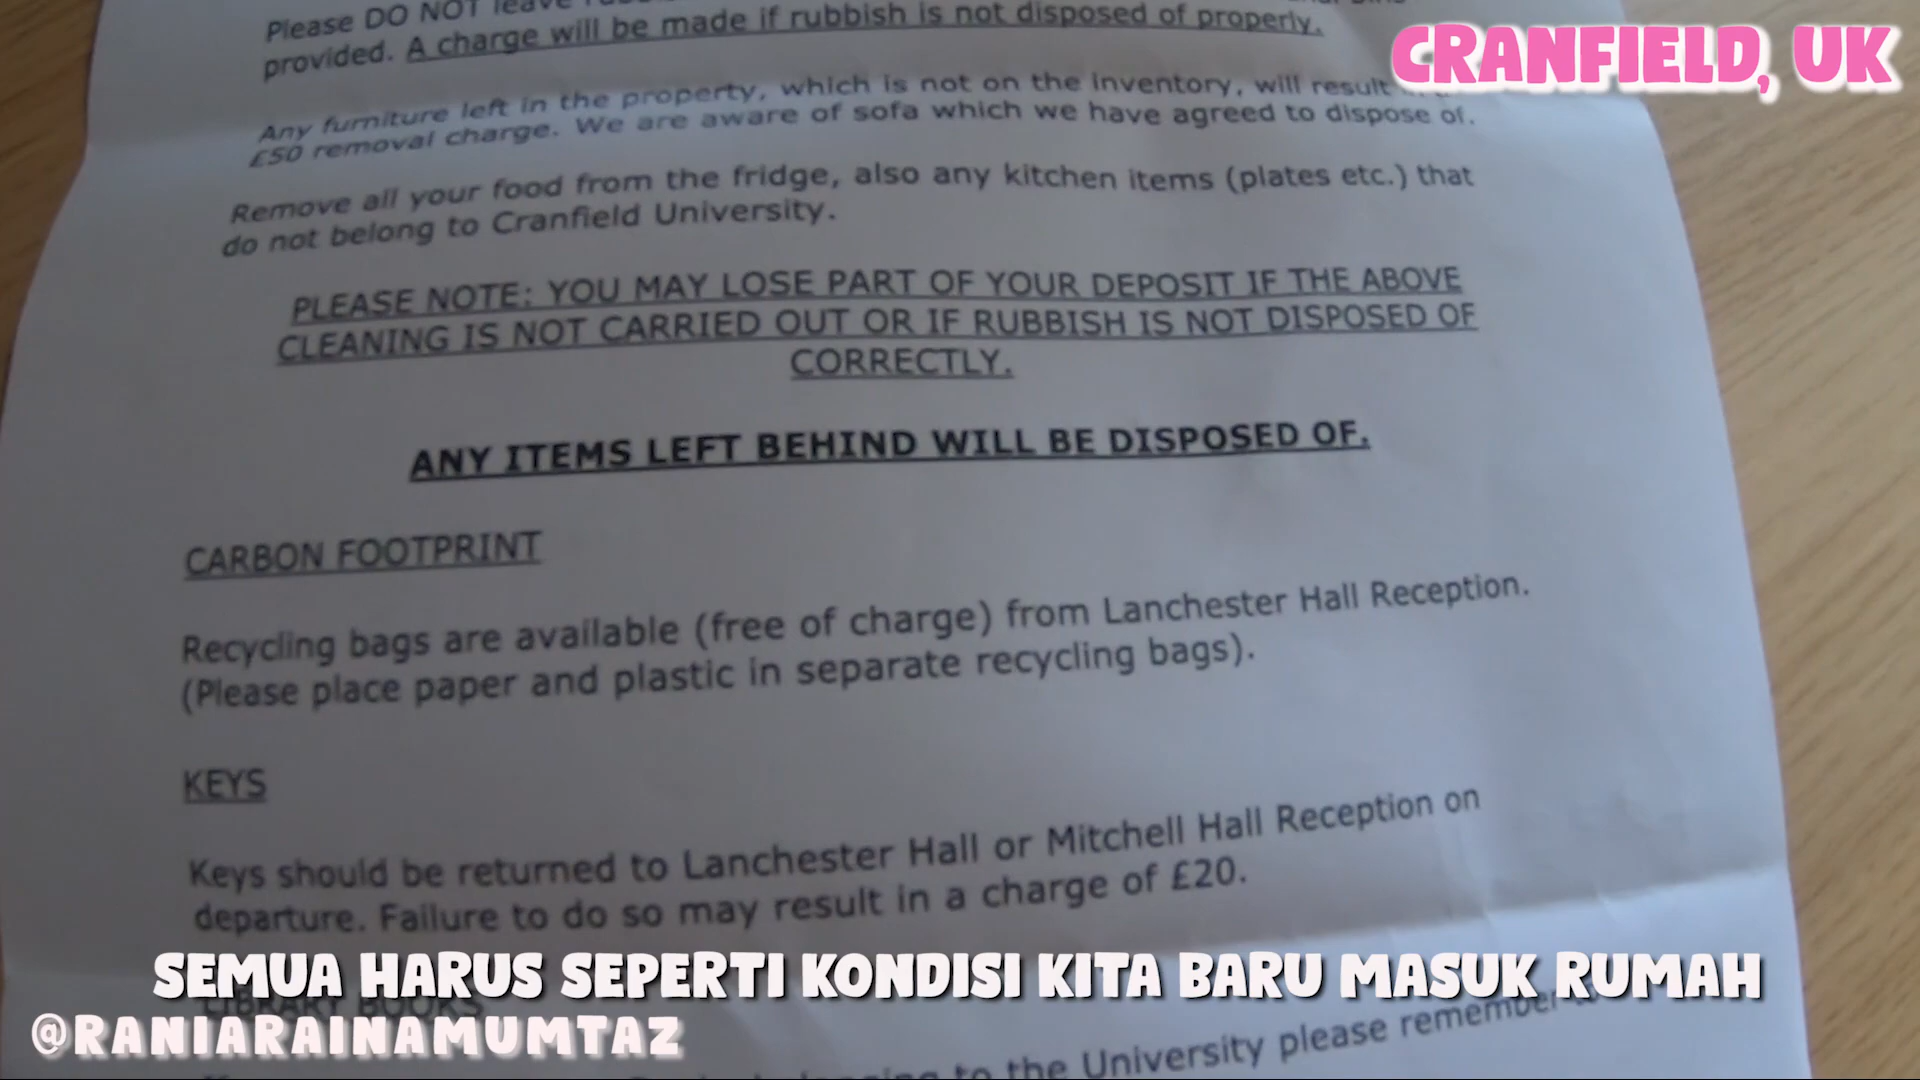 Please DO NOT leave
provided. A charge will be made if rubbish is not disposed of properly.
CRANFIELD, UK
Any furniture left in the property, which is not on the inventory, will result
£50 removal charge. We are aware of sofa which we have agreed to dispose of.
Remove all your food from the fridge, also any kitchen items (plates etc.) that
do not belong to Cranfield University.
PLEASE NOTE: YOU MAY LOSE PART OF YOUR DEPOSIT IF THE ABOVE
CLEANING IS NOT CARRIED OUT OR IF RUBBISH IS NOT DISPOSED OF
CORRECTLY.
ANY ITEMS LEFT BEHIND WILL BE DISPOSED OF.
CARBON FOOTPRINT
Recycling bags are available (free of charge) from Lanchester Hall Reception.
(Please place paper and plastic in separate recycling bags).
KEYS
Keys should be returned to Lanchester Hall or Mitchell Hall Reception on
departure. Failure to do so may result in a charge of £20.
SEMUA HARUS SEPERTI KONDISI KITA BARU MASUK RUMAH
LIBRARY BOOKS
@RANIARAINAMUMTAZ
to the University please remember